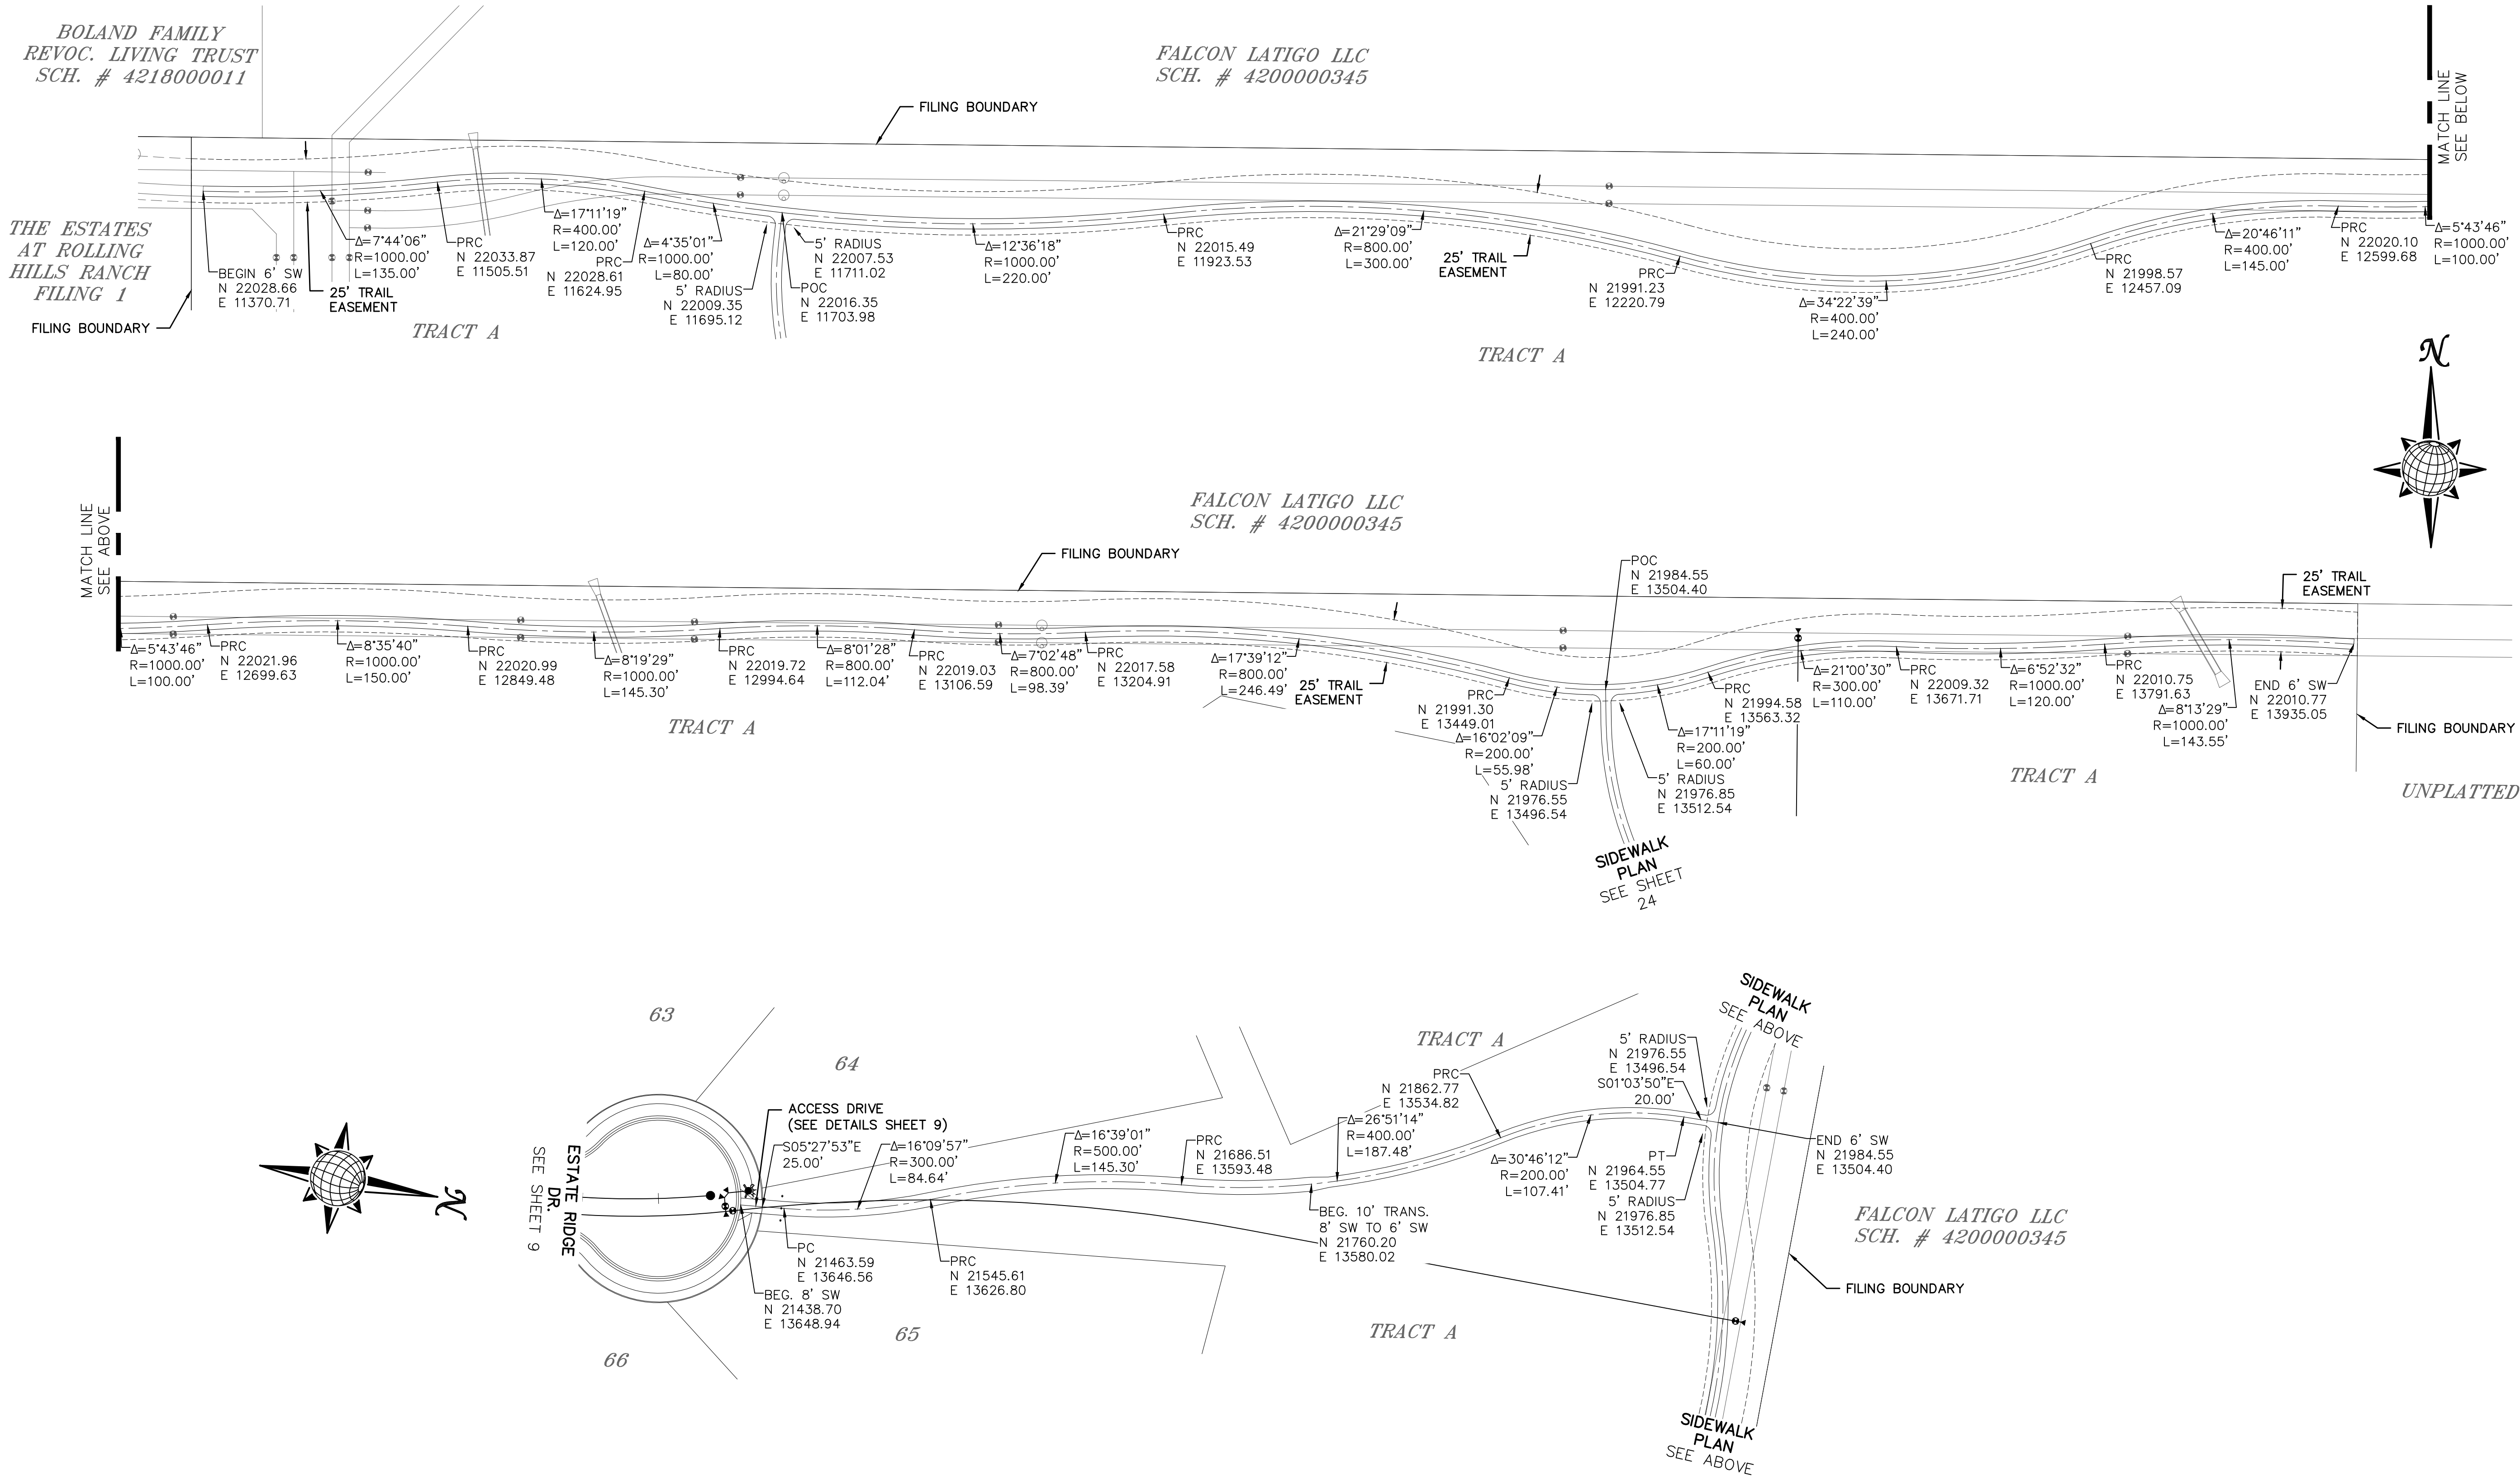 BOLAND FAMILY
REVOC. LIVING TRUST
SCH. # 4218000011
FALCON LATIGO LLC
SCH. # 4200000345
FILING BOUNDARY
MATCH LINE
SEE BELOW
THE ESTATES
AT ROLLING
HILLS RANCH
FILING 1
FILING BOUNDARY
BEGIN 6' SW
N 22028.66
E 11370.71
25' TRAIL
EASEMENT
Δ=7°44'06"
R=1000.00'
L=135.00'
TRACT A
PRC
N 22033.87
E 11505.51
Δ=17°11'19"
R=400.00'
L=120.00'
PRC
N 22028.61
E 11624.95
Δ=4°35'01"
R=1000.00'
L=80.00'
5' RADIUS
N 22009.35
E 11695.12
5' RADIUS
N 22007.53
E 11711.02
POC
N 22016.35
E 11703.98
Δ=12°36'18"
R=1000.00'
L=220.00'
PRC
N 22015.49
E 11923.53
Δ=21°29'09"
R=800.00'
L=300.00'
25' TRAIL
EASEMENT
PRC
N 21991.23
E 12220.79
TRACT A
Δ=34°22'39"
R=400.00'
L=240.00'
PRC
N 21998.57
E 12457.09
Δ=20°46'11"
R=400.00'
L=145.00'
PRC
N 22020.10
E 12599.68
Δ=5°43'46"
R=1000.00'
L=100.00'
N
MATCH LINE
SEE ABOVE
FALCON LATIGO LLC
SCH. # 4200000345
FILING BOUNDARY
Δ=5°43'46"
R=1000.00'
L=100.00'
PRC
N 22021.96
E 12699.63
Δ=8°35'40"
R=1000.00'
L=150.00'
PRC
N 22020.99
E 12849.48
Δ=8°19'29"
R=1000.00'
L=145.30'
TRACT A
PRC
N 22019.72
E 12994.64
Δ=8°01'28"
R=800.00'
L=112.04'
PRC
N 22019.03
E 13106.59
Δ=7°02'48"
R=800.00'
L=98.39'
PRC
N 22017.58
E 13204.91
Δ=17°39'12"
R=800.00'
L=246.49'
25' TRAIL
EASEMENT
PRC
N 21991.30
E 13449.01
Δ=16°02'09"
R=200.00'
L=55.98'
5' RADIUS
N 21976.55
E 13496.54
POC
N 21984.55
E 13504.40
PRC
N 21994.58
E 13563.32
Δ=17°11'19"
R=200.00'
L=60.00'
5' RADIUS
N 21976.85
E 13512.54
SIDEWALK
PLAN
SEE SHEET
24
Δ=21°00'30"
R=300.00'
L=110.00'
PRC
N 22009.32
E 13671.71
Δ=6°52'32"
R=1000.00'
L=120.00'
PRC
N 22010.75
E 13791.63
Δ=8°13'29"
R=1000.00'
L=143.55'
END 6' SW
N 22010.77
E 13935.05
25' TRAIL
EASEMENT
FILING BOUNDARY
TRACT A
UNPLATTED
N
63
64
65
66
ESTATE RIDGE
DR.
SEE SHEET 9
ACCESS DRIVE
(SEE DETAILS SHEET 9)
S05°27'53"E
25.00'
PC
N 21463.59
E 13646.56
BEG. 8' SW
N 21438.70
E 13648.94
Δ=16°09'57"
R=300.00'
L=84.64'
PRC
N 21545.61
E 13626.80
Δ=16°39'01"
R=500.00'
L=145.30'
PRC
N 21686.51
E 13593.48
BEG. 10' TRANS.
8' SW TO 6' SW
N 21760.20
E 13580.02
Δ=26°51'14"
R=400.00'
L=187.48'
PRC
N 21862.77
E 13534.82
TRACT A
TRACT A
Δ=30°46'12"
R=200.00'
L=107.41'
5' RADIUS
N 21976.55
E 13496.54
S01°03'50"E
20.00'
PT
N 21964.55
E 13504.77
5' RADIUS
N 21976.85
E 13512.54
END 6' SW
N 21984.55
E 13504.40
SIDEWALK
PLAN
SEE ABOVE
FALCON LATIGO LLC
SCH. # 4200000345
FILING BOUNDARY
SIDEWALK
PLAN
SEE ABOVE